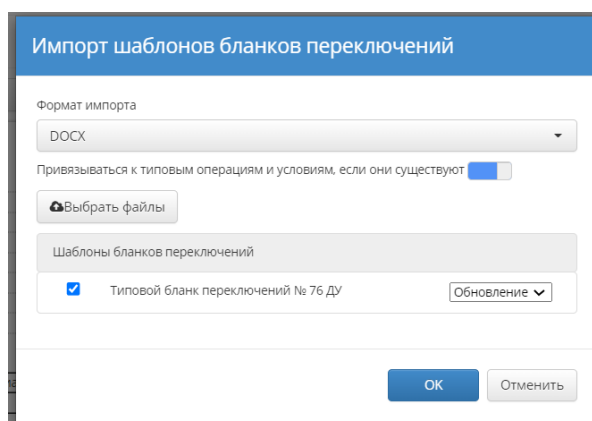 Импорт шаблонов бланков переключений
Формат импорта
DOCX
Привязываться к типовым операциям и условиям, если они существуют
Выбрать файлы
Шаблоны бланков переключений
Типовой бланк переключений № 76 ДУ Обновление
OK Отменить